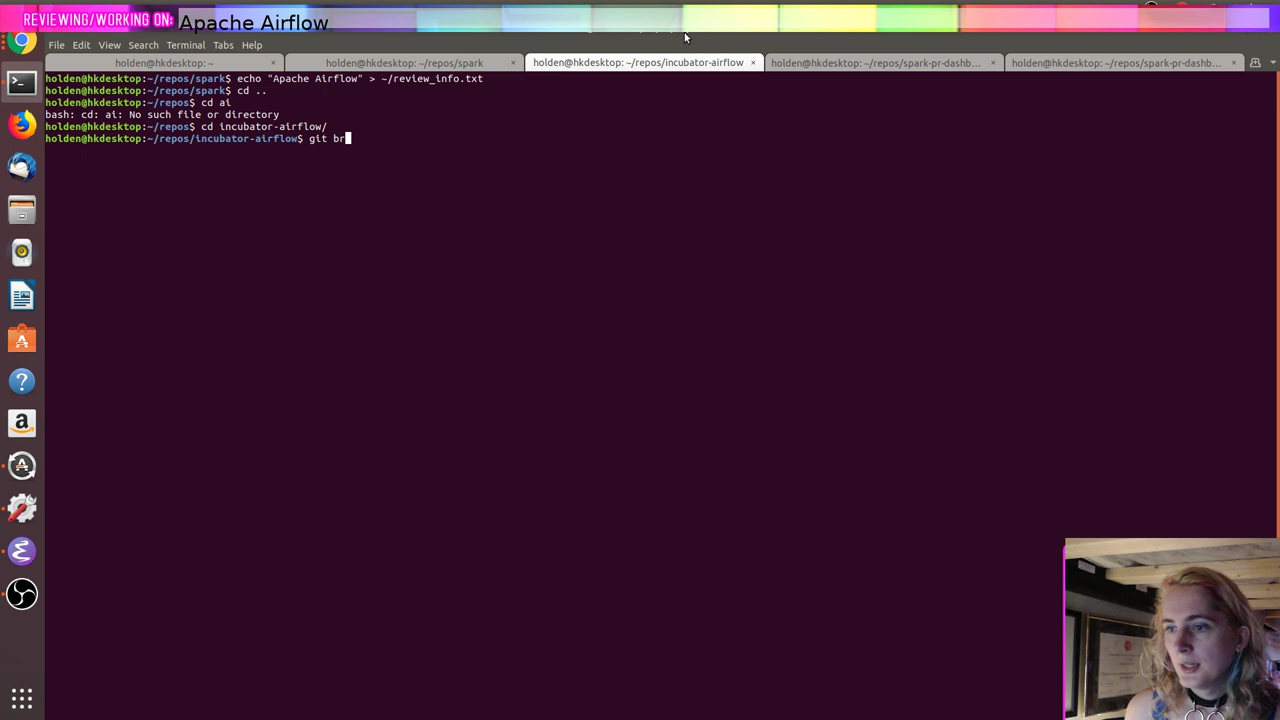 REVIEWING/WORKING ON: Apache Airflow
File Edit View Search Terminal Tabs Help
holden@hkdesktop: ~ × holden@hkdesktop: ~/repos/spark × holden@hkdesktop: ~/repos/incubator-airflow × holden@hkdesktop: ~/repos/spark-pr-dashb... × holden@hkdesktop: ~/repos/spark-pr-dashb... ×
holden@hkdesktop:~/repos/spark$ echo "Apache Airflow" > ~/review_info.txt
holden@hkdesktop:~/repos/spark$ cd ..
holden@hkdesktop:~/repos$ cd ai
bash: cd: ai: No such file or directory
holden@hkdesktop:~/repos$ cd incubator-airflow/
holden@hkdesktop:~/repos/incubator-airflow$ git br